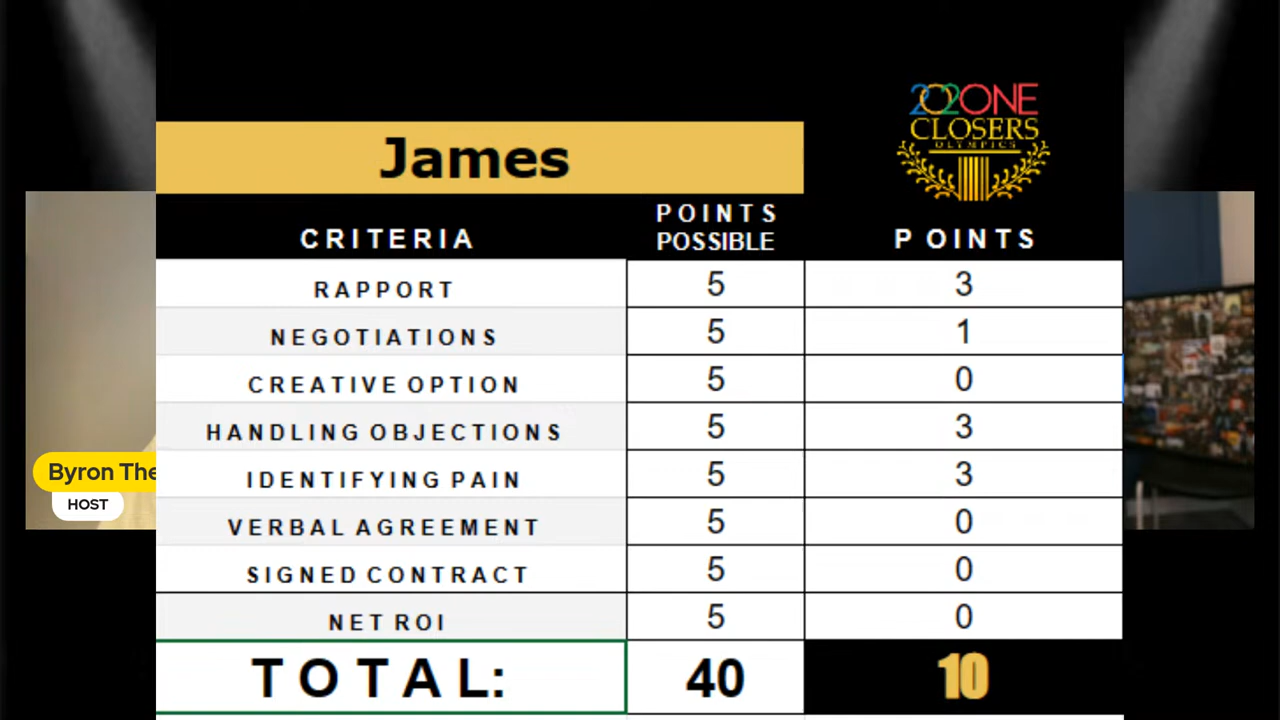 202ONE
CLOSERS
OLYMPICS
James
CRITERIA
POINTS
POSSIBLE
POINTS
RAPPORT 5 3
NEGOTIATIONS 5 1
CREATIVE OPTION 5 0
HANDLING OBJECTIONS 5 3
IDENTIFYING PAIN 5 3
VERBAL AGREEMENT 5 0
SIGNED CONTRACT 5 0
NET ROI 5 0
TOTAL: 40 10
Byron The
HOST